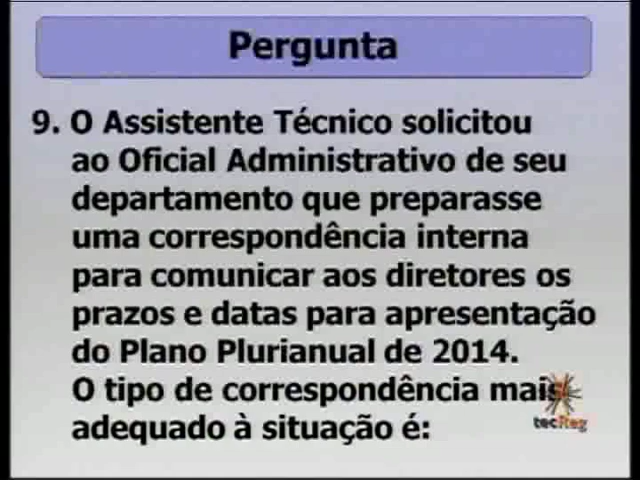 Pergunta
9. O Assistente Técnico solicitou
ao Oficial Administrativo de seu
departamento que preparasse
uma correspondência interna
para comunicar aos diretores os
prazos e datas para apresentação
do Plano Plurianual de 2014.
O tipo de correspondência mais
adequado à situação é:
tecReg